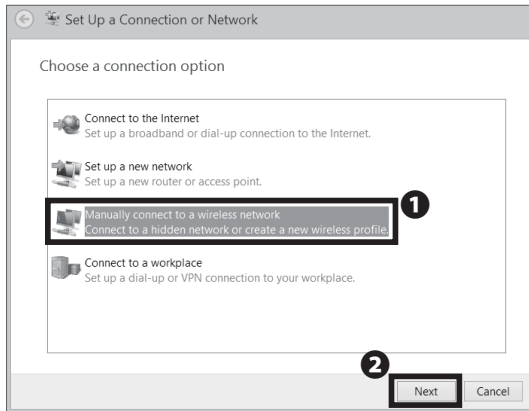 Set Up a Connection or Network
Choose a connection option
Connect to the Internet
Set up a broadband or dial-up connection to the Internet.
Set up a new network
Set up a new router or access point.
1
Manually connect to a wireless network
Connect to a hidden network or create a new wireless profile.
Connect to a workplace
Set up a dial-up or VPN connection to your workplace.
2
Next Cancel